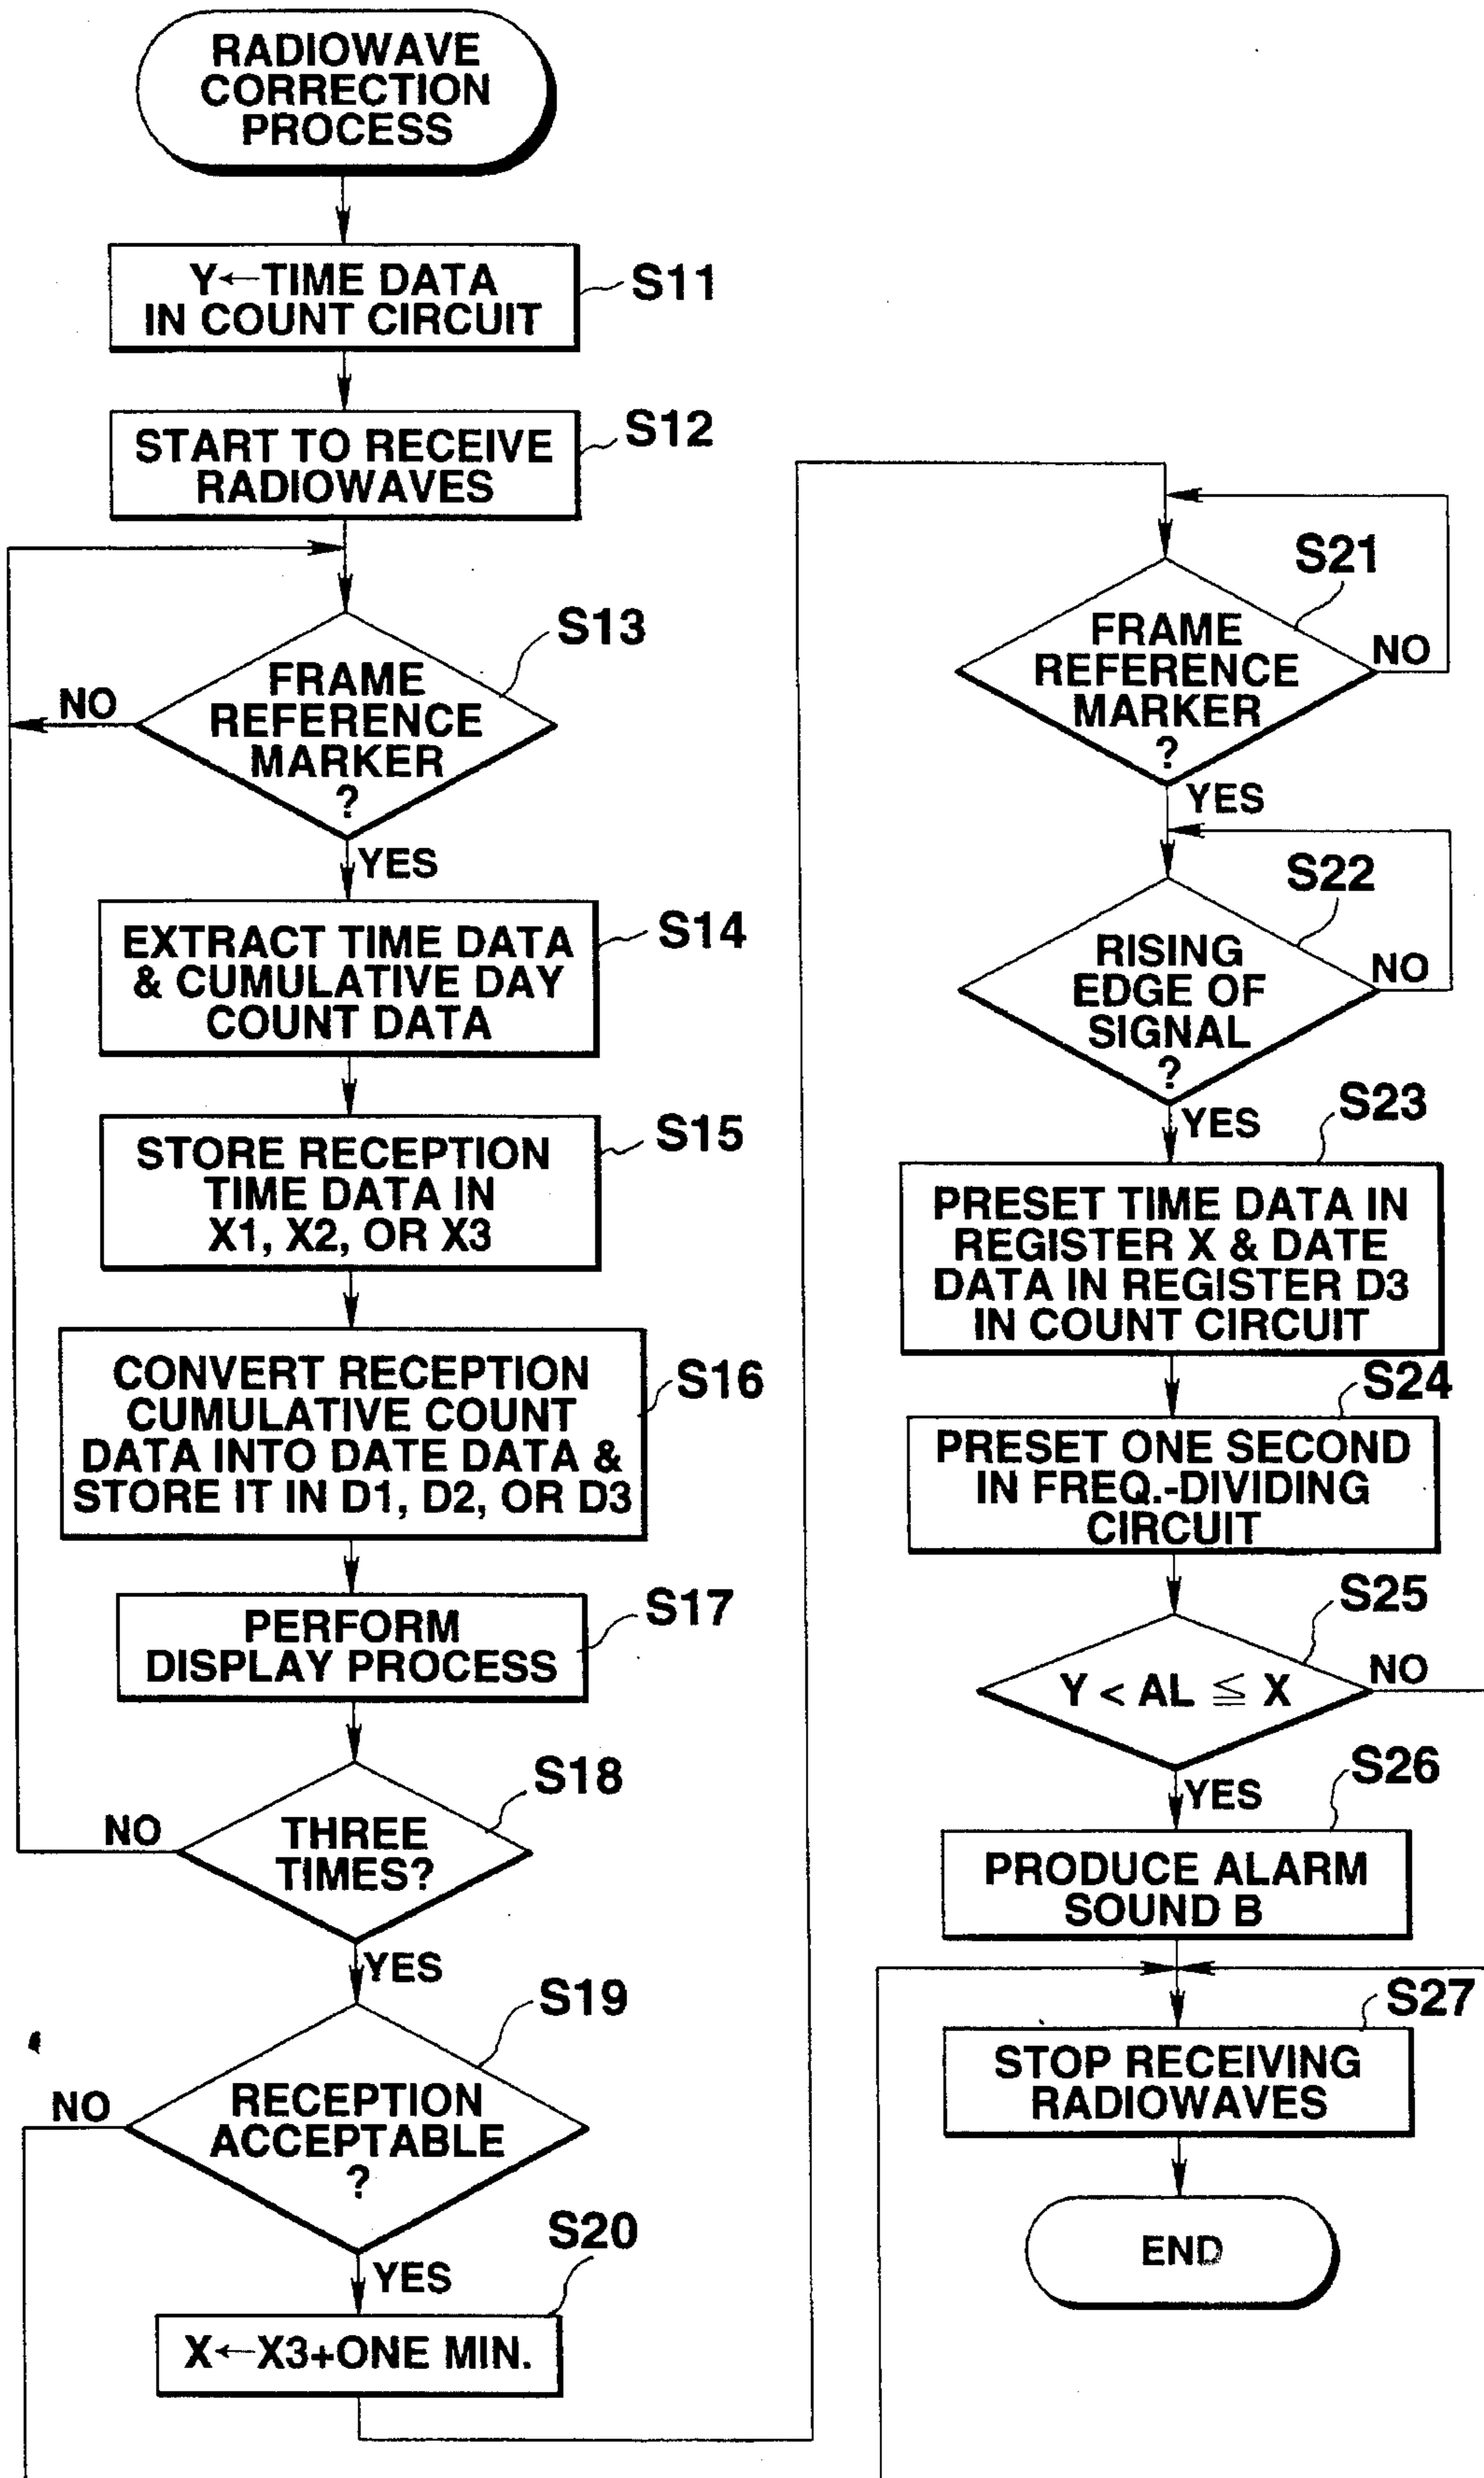 RADIOWAVE
CORRECTION
PROCESS
Y←TIME DATA
IN COUNT CIRCUIT
S11
START TO RECEIVE
RADIOWAVES
S12
FRAME
REFERENCE
MARKER
?
S13
NO
YES
EXTRACT TIME DATA
& CUMULATIVE DAY
COUNT DATA
S14
STORE RECEPTION
TIME DATA IN
X1, X2, OR X3
S15
CONVERT RECEPTION
CUMULATIVE COUNT
DATA INTO DATE DATA &
STORE IT IN D1, D2, OR D3
S16
PERFORM
DISPLAY PROCESS
S17
THREE
TIMES?
S18
NO
YES
RECEPTION
ACCEPTABLE
?
S19
NO
YES
X←X3+ONE MIN.
S20
FRAME
REFERENCE
MARKER
?
S21
NO
YES
RISING
EDGE OF
SIGNAL
?
S22
NO
YES
PRESET TIME DATA IN
REGISTER X & DATE
DATA IN REGISTER D3
IN COUNT CIRCUIT
S23
PRESET ONE SECOND
IN FREQ.-DIVIDING
CIRCUIT
S24
Y < AL ≦ X
S25
NO
YES
PRODUCE ALARM
SOUND B
S26
STOP RECEIVING
RADIOWAVES
S27
END